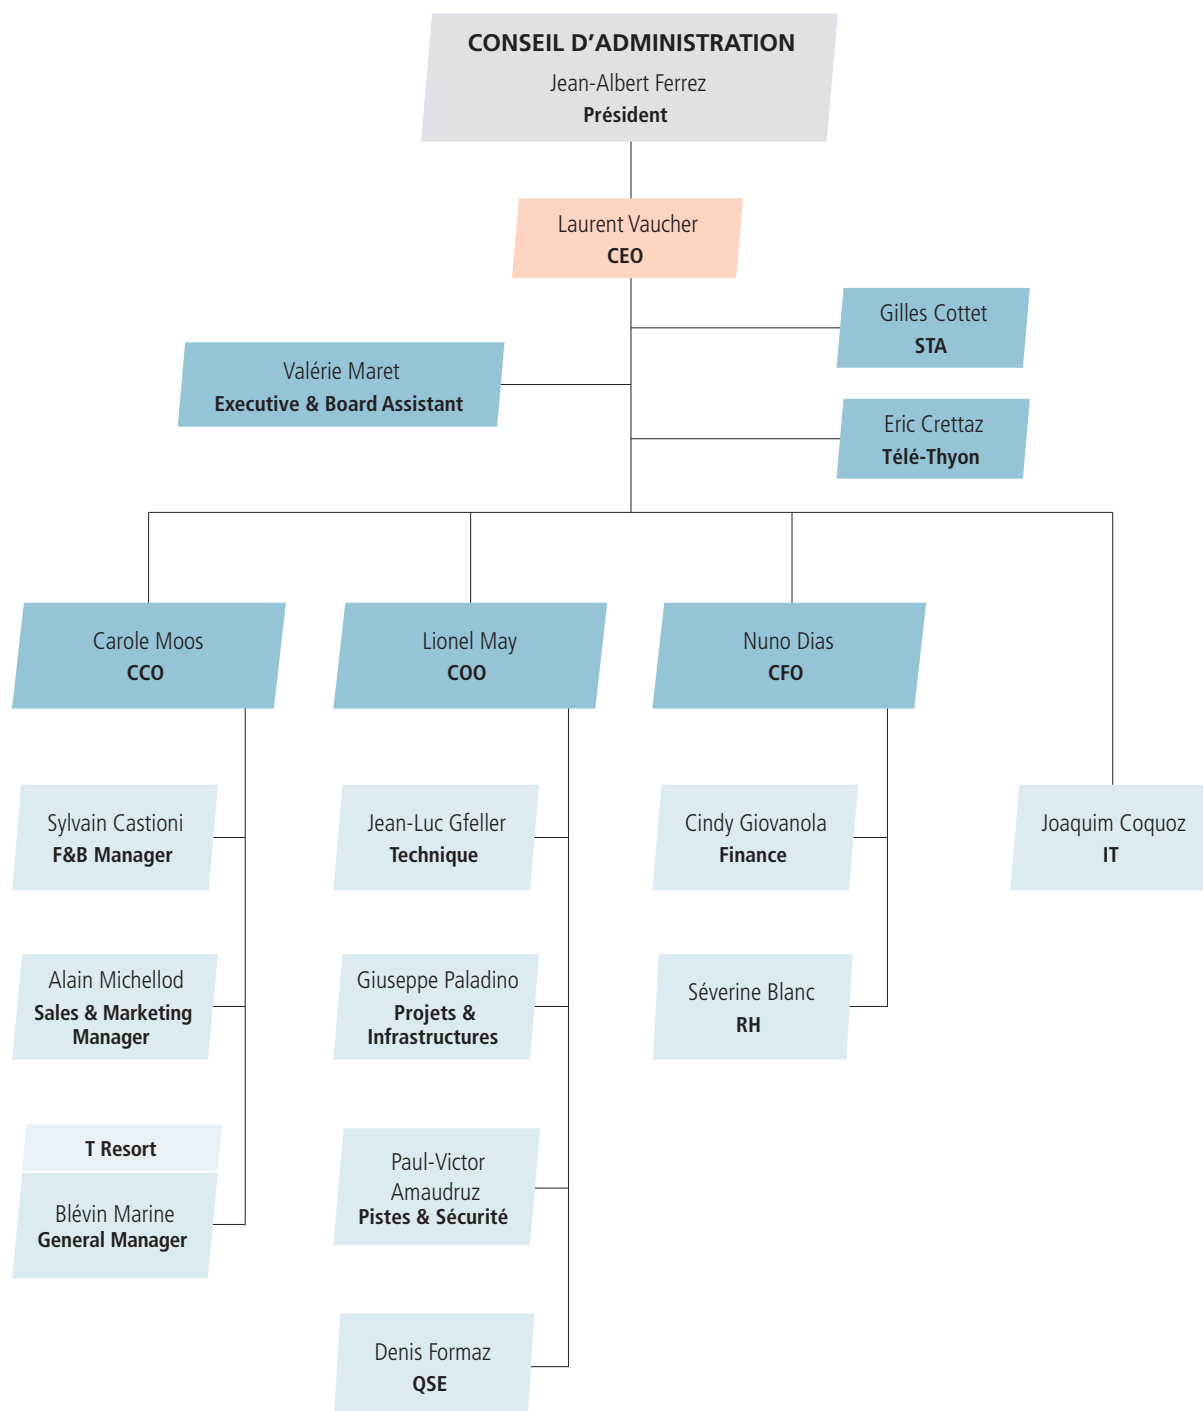 CONSEIL D’ADMINISTRATION
Jean-Albert Ferrez
Président
Laurent Vaucher
CEO
Gilles Cottet
STA
Valérie Maret
Executive & Board Assistant
Eric Crettaz
Télé-Thyon
Carole Moos
CCO
Lionel May
COO
Nuno Dias
CFO
Sylvain Castioni
F&B Manager
Jean-Luc Gfeller
Technique
Cindy Giovanola
Finance
Joaquim Coquoz
IT
Alain Michellod
Sales & Marketing
Manager
Giuseppe Paladino
Projets &
Infrastructures
Séverine Blanc
RH
T Resort
Blévin Marine
General Manager
Paul-Victor
Amaudruz
Pistes & Sécurité
Denis Formaz
QSE